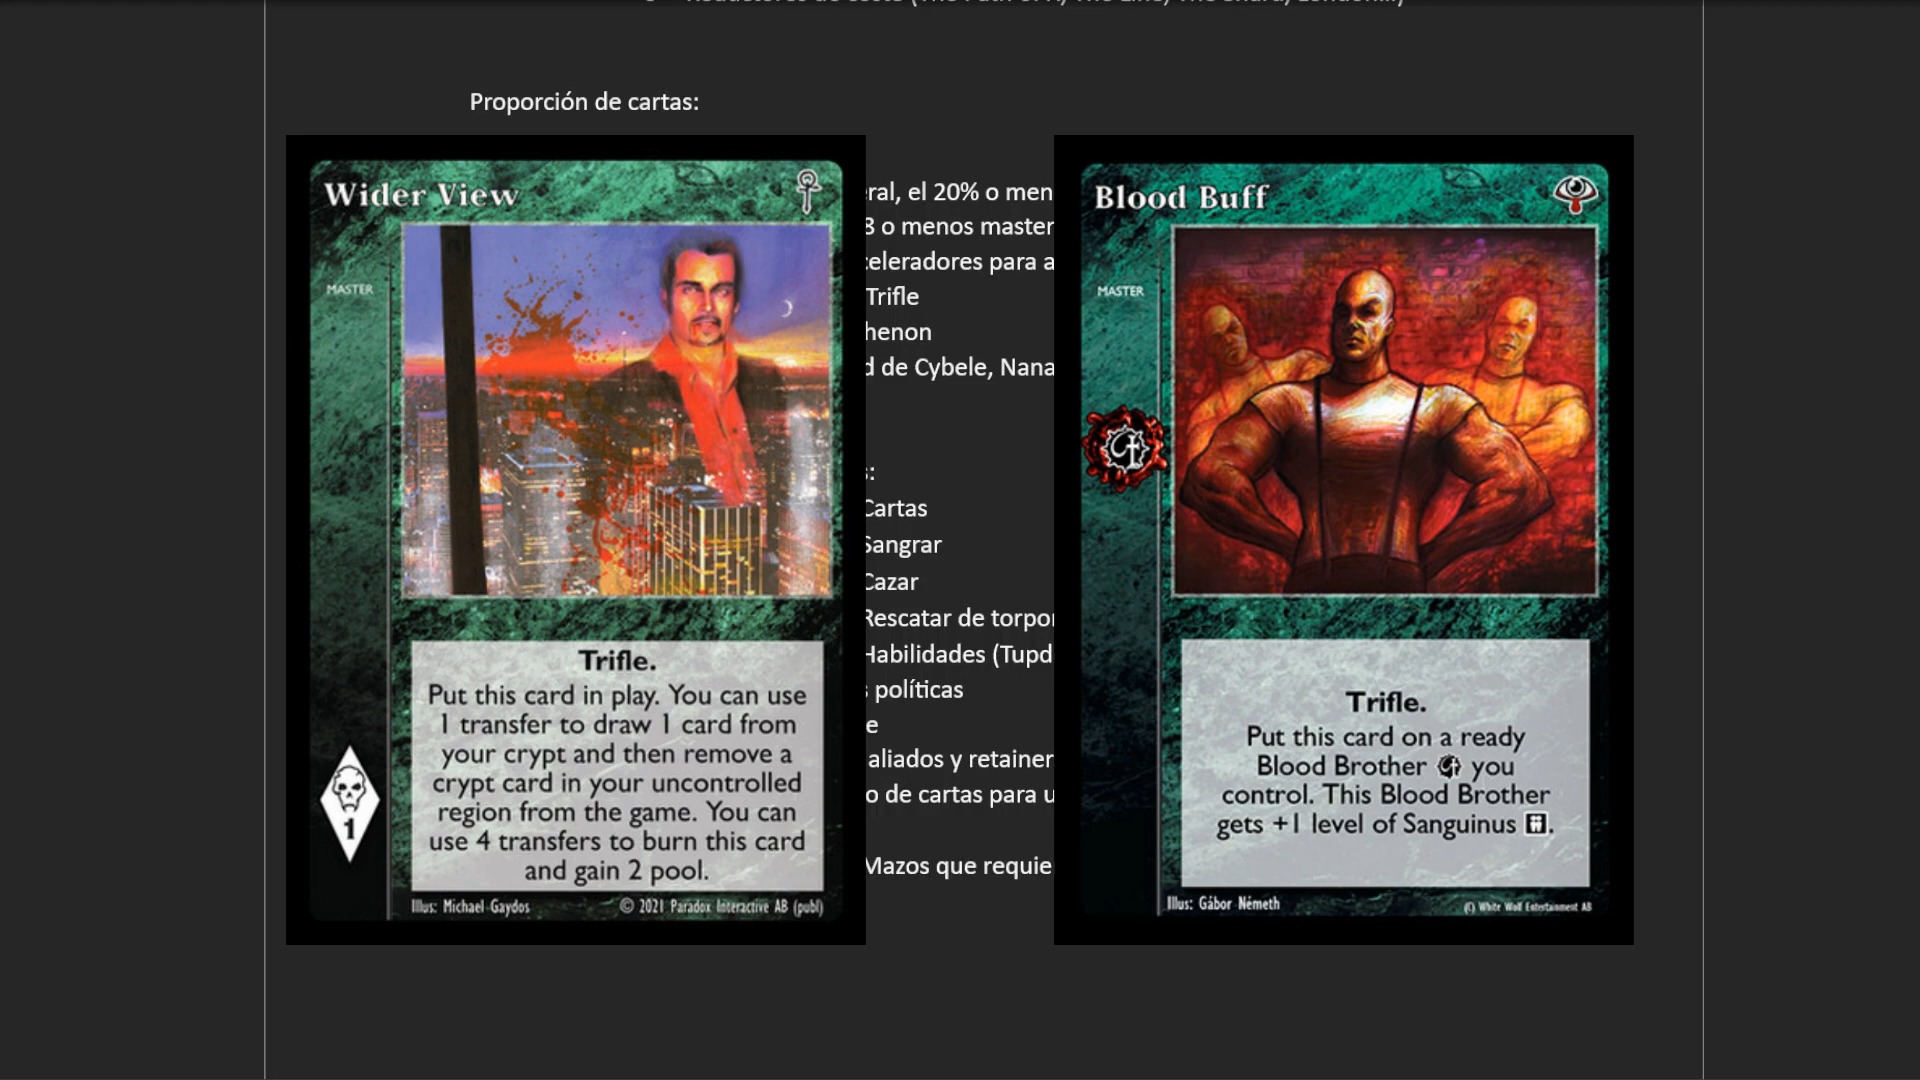 Proporción de cartas:
Wider View
MASTER
Trifle.
Put this card in play. You can use
1 transfer to draw 1 card from
your crypt and then remove a
crypt card in your uncontrolled
region from the game. You can
use 4 transfers to burn this card
and gain 2 pool.
1
Illus: Michael Gaydos
© 2021 Paradox Interactive AB (publ)
el 20% o men
o menos master
para a
Trifle
de Cybele, Nana
Cartas
Sangrar
Cazar
Rescatar de torpor
Habilidades (Tupd
políticas
aliados y retainer
o de cartas para u
Mazos que requie
Blood Buff
MASTER
Trifle.
Put this card on a ready
Blood Brother you
control. This Blood Brother
gets +1 level of Sanguinus .
Illus: Gábor Németh
(C) White Wolf Entertainment AB